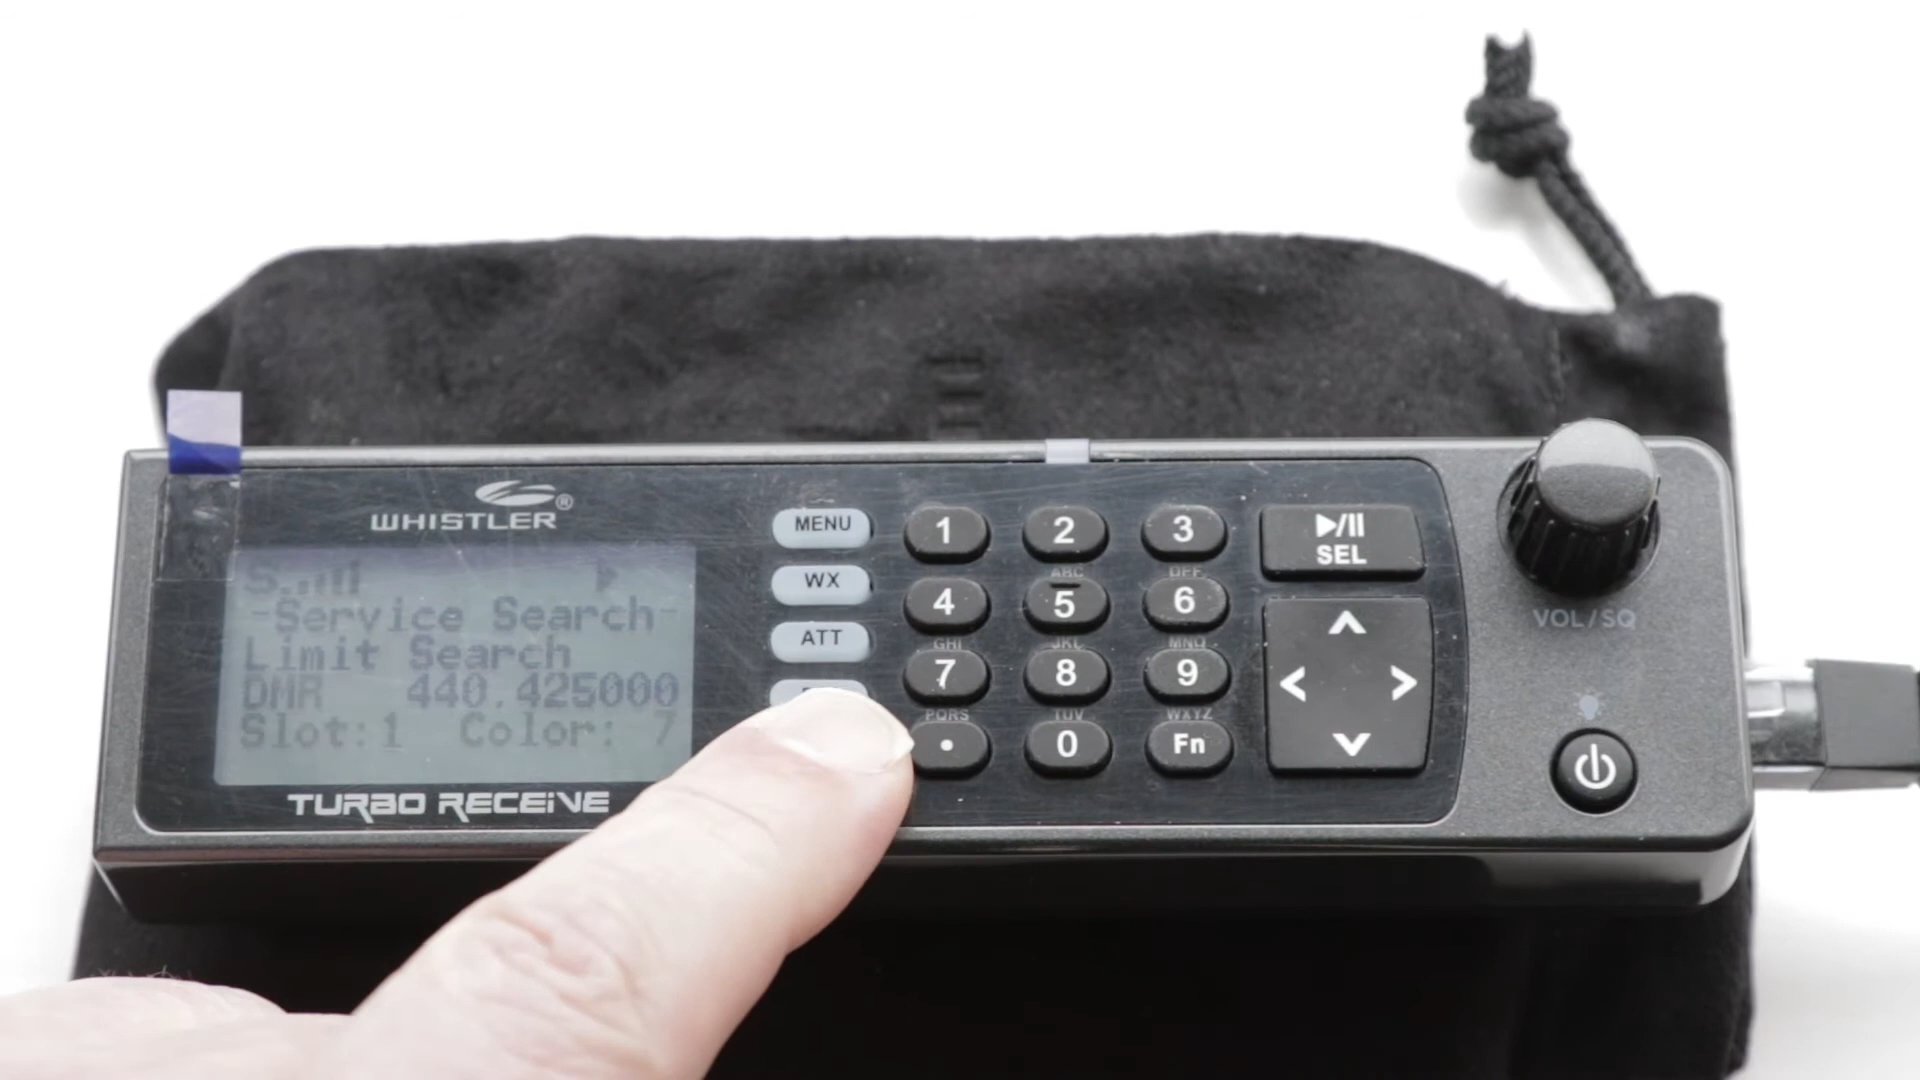 WHISTLER®
S
-Service Search-
Limit Search
DMR 440.425000
Slot:1 Color: 7
TURBO RECEIVE
MENU
WX
ATT
1 2 3
ABC DEF
4 5 6
GHI JKL MNO
7 8 9
PQRS TUV WXYZ
• 0 Fn
▶/II
SEL
VOL/SQ